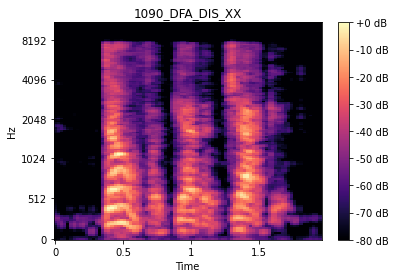 1090_DFA_DIS_XX
8192
4096
2048
1024
512
0
Hz
0
0.5
1
1.5
Time
+0 dB
-10 dB
-20 dB
-30 dB
-40 dB
-50 dB
-60 dB
-70 dB
-80 dB